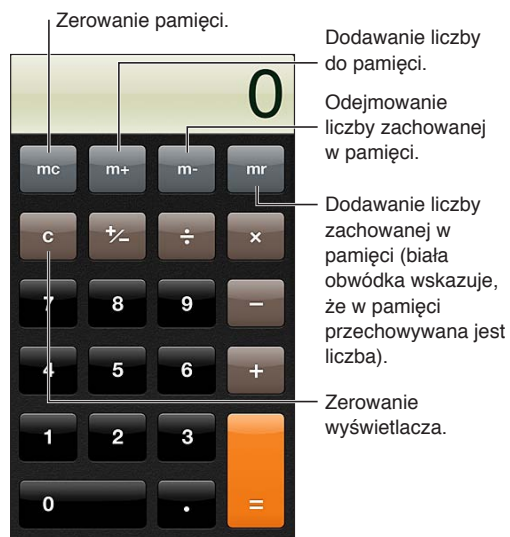 Zerowanie pamięci.
Dodawanie liczby
do pamięci.
Odejmowanie
liczby zachowanej
w pamięci.
Dodawanie liczby
zachowanej w
pamięci (biała
obwódka wskazuje,
że w pamięci
przechowywana jest
liczba).
Zerowanie
wyświetlacza.
0
mc m+ m- mr
c +/− ÷ ×
7 8 9 −
4 5 6 +
1 2 3
0 . =